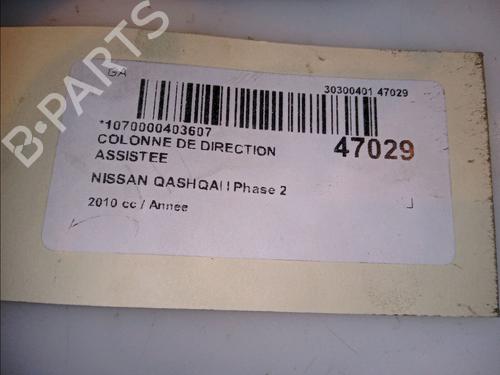 B-PARTS
GA
30300401 47029
*1070000403607
COLONNE DE DIRECTION
ASSISTEE
47029
NISSAN QASHQAI I Phase 2
2010 cc / Annee